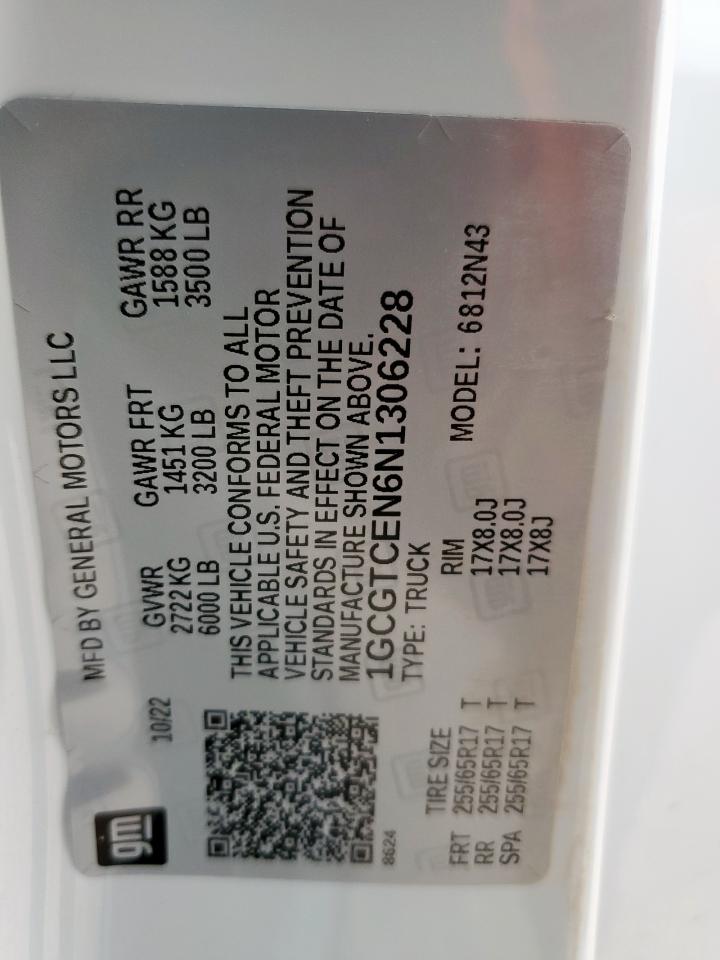 gm
MFD BY GENERAL MOTORS LLC
10/22
GVWR GAWR FRT GAWR RR
2722 KG 1451 KG 1588 KG
6000 LB 3200 LB 3500 LB
THIS VEHICLE CONFORMS TO ALL
APPLICABLE U.S. FEDERAL MOTOR
VEHICLE SAFETY AND THEFT PREVENTION
STANDARDS IN EFFECT ON THE DATE OF
MANUFACTURE SHOWN ABOVE.
1GCGTCEN6N1306228
8624
TYPE: TRUCK
MODEL: 6812N43
TIRE SIZE RIM
FRT 255/65R17 T 17X8.0J
RR 255/65R17 T 17X8.0J
SPA 255/65R17 T 17X8J